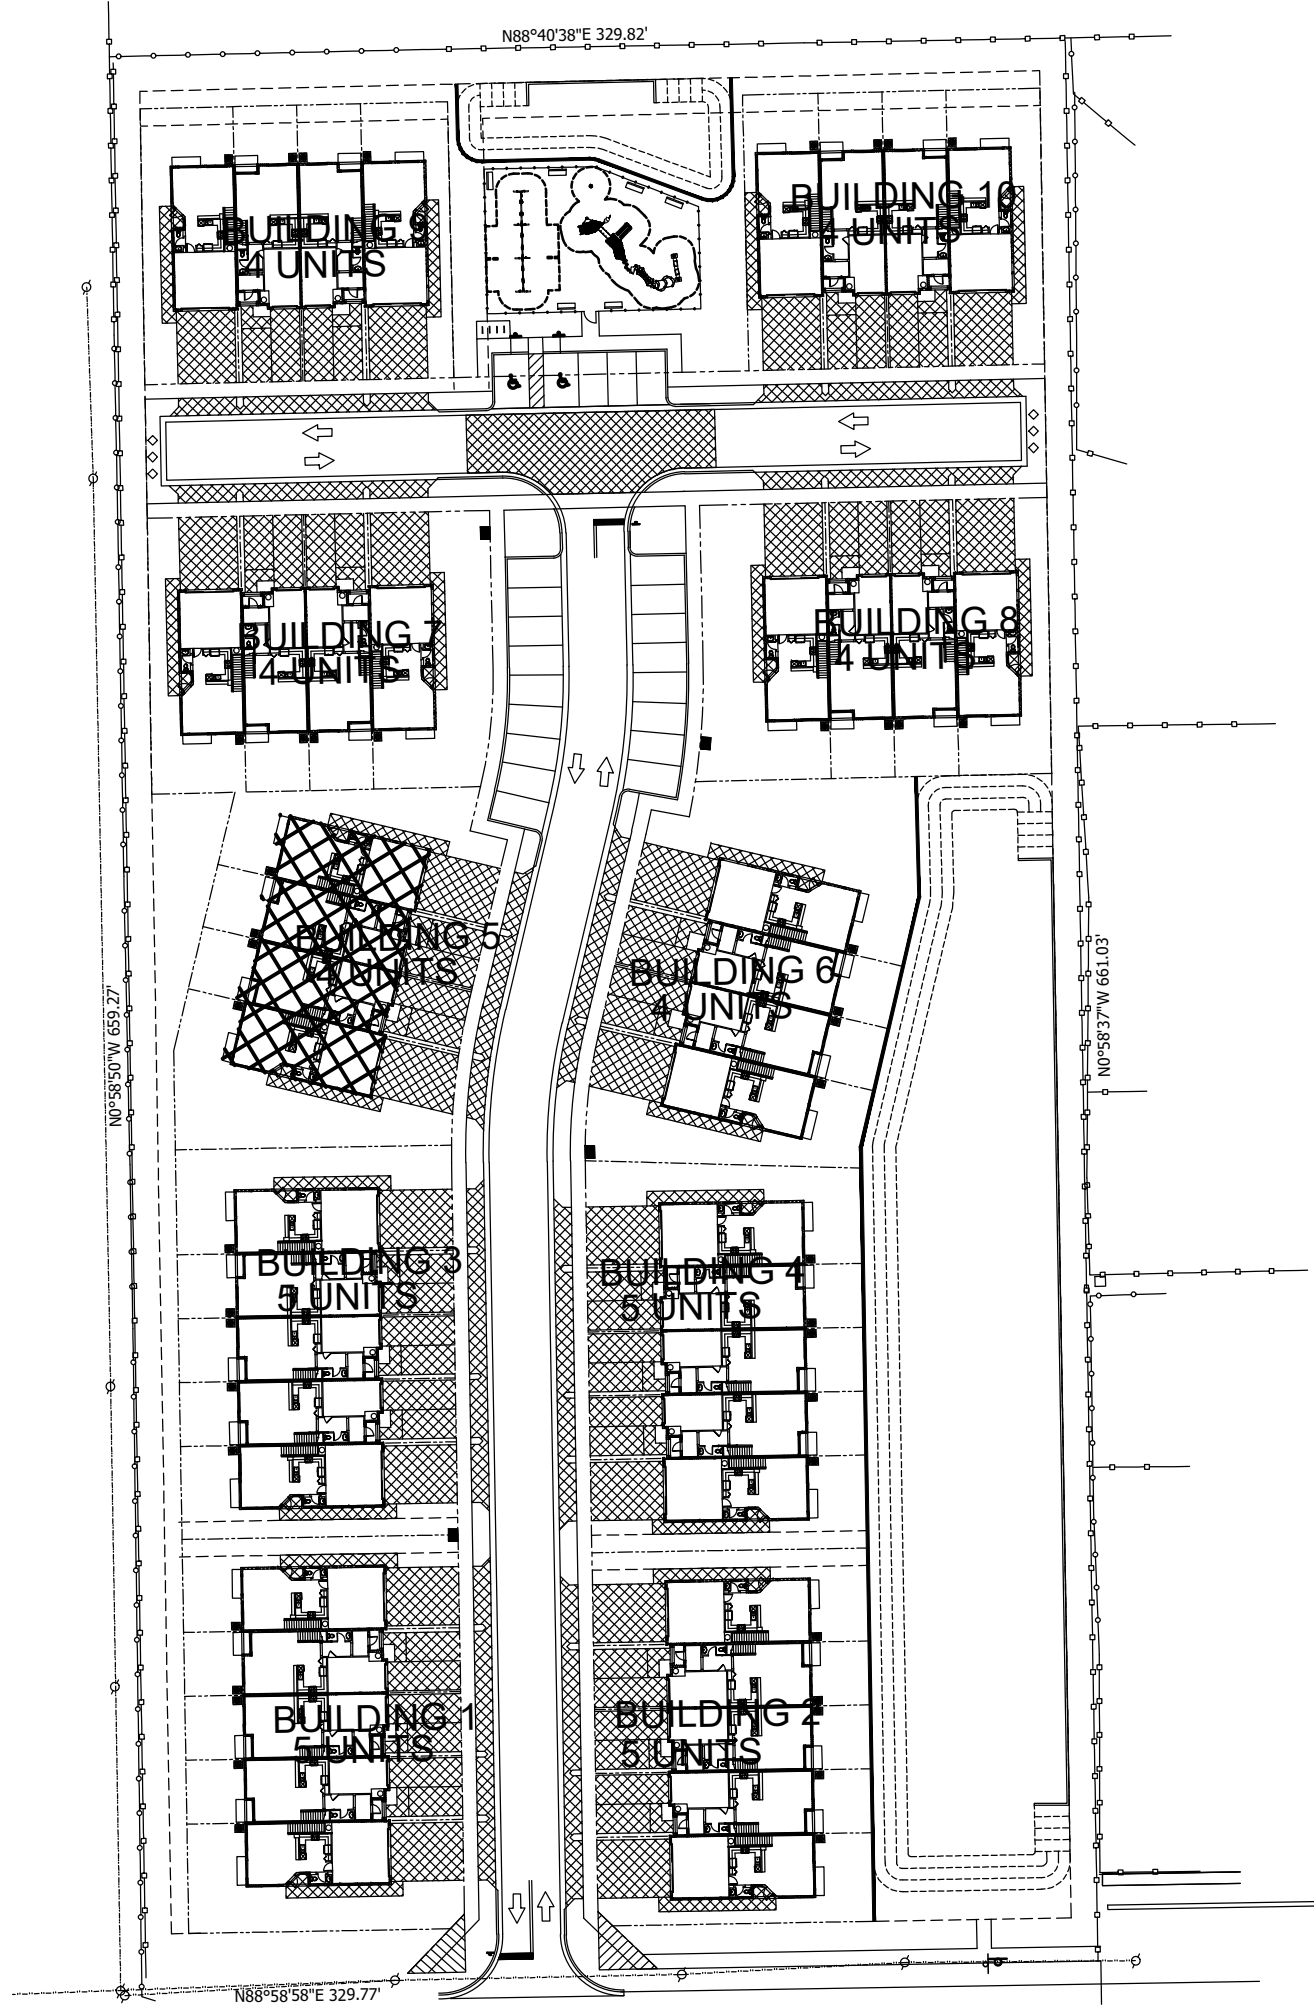 N88°40'38"E 329.82'
BUILDING 9
4 UNITS
BUILDING 10
4 UNITS
BUILDING 7
4 UNITS
BUILDING 8
4 UNITS
BUILDING 5
4 UNITS
BUILDING 6
4 UNITS
N0°58'50"W 659.27'
N0°58'37"W 661.03'
BUILDING 3
5 UNITS
BUILDING 4
5 UNITS
BUILDING 1
5 UNITS
BUILDING 2
5 UNITS
N88°58'58"E 329.77'